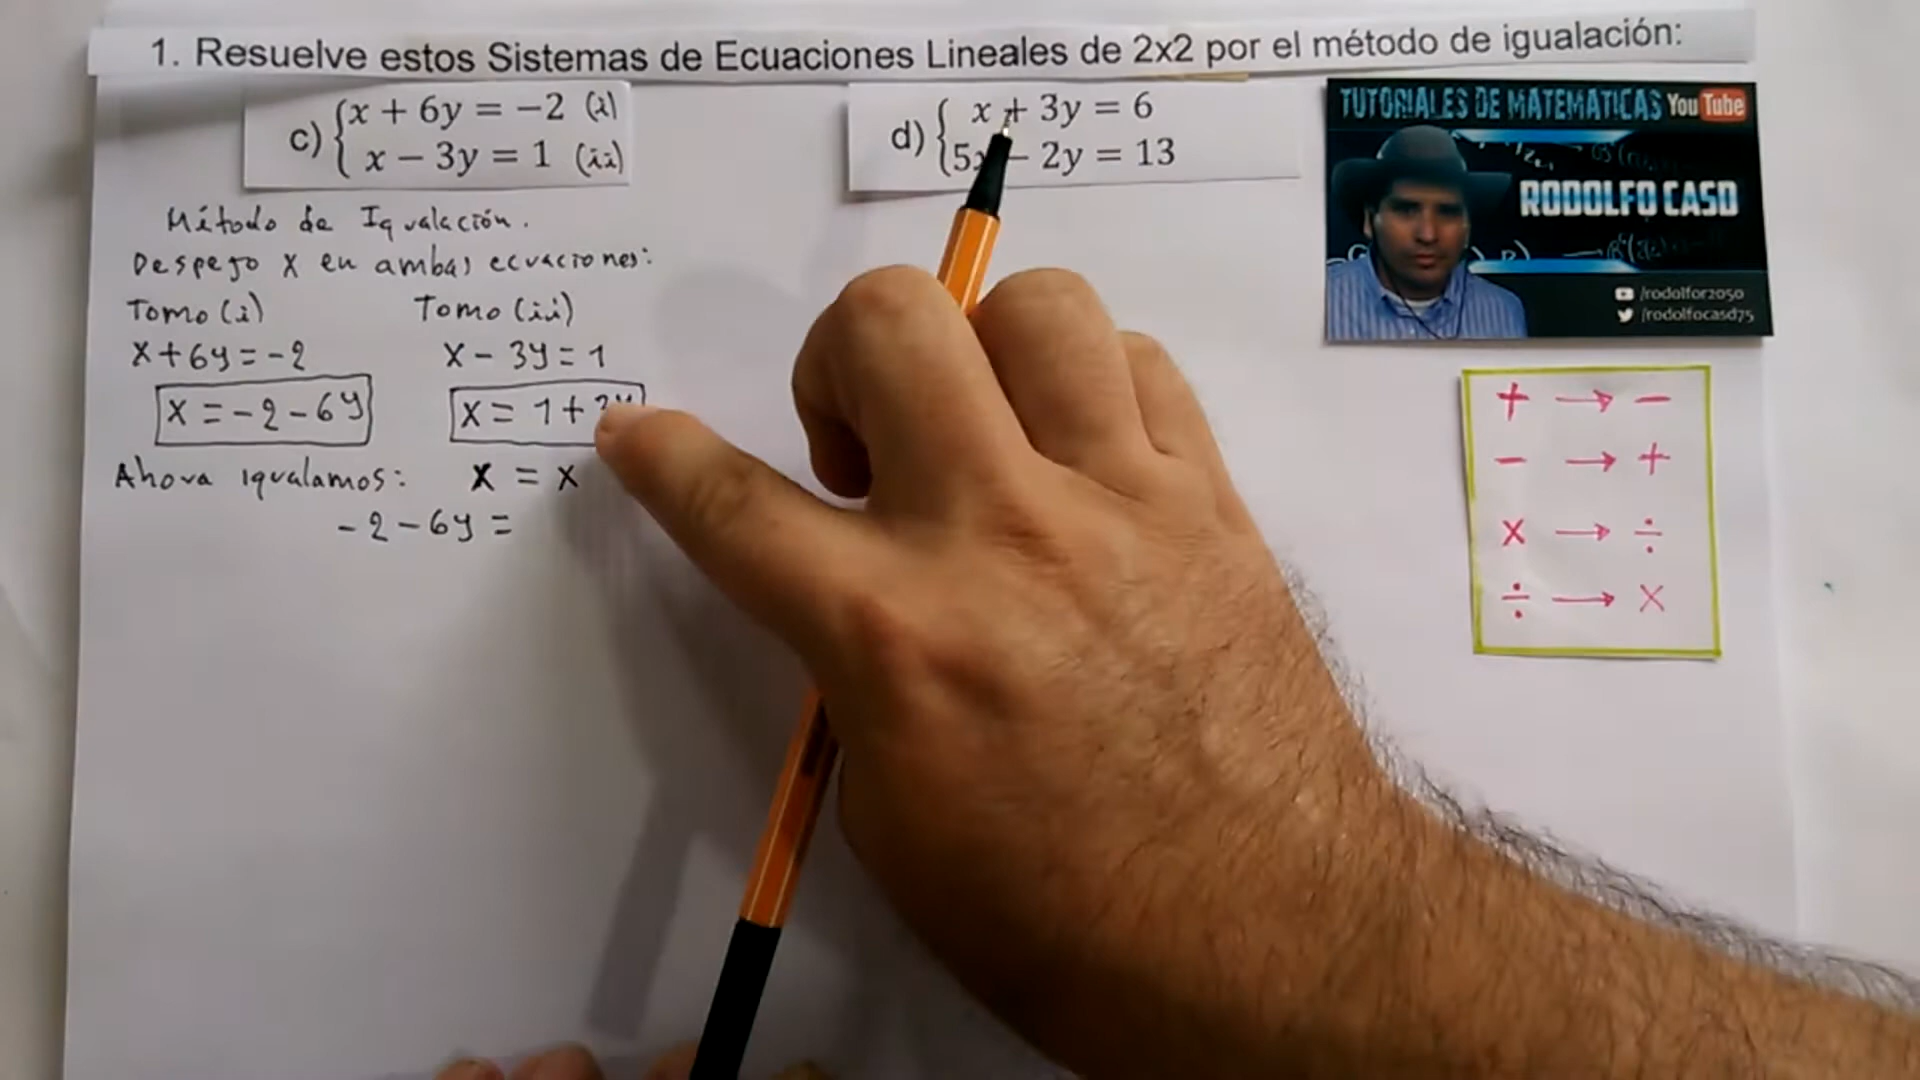 1. Resuelve estos Sistemas de Ecuaciones Lineales de 2x2 por el método de igualación:
c) x + 6y = −2 (i)
x − 3y = 1 (ii)
d) x + 3y = 6
5x − 2y = 13
TUTORIALES DE MATEMATICAS YouTube
RODOLFO CASD
/rodolfor2050
/rodolfocasd75
Método de Igualación.
Despejo x en ambas ecuaciones:
Tomo (i) Tomo (ii)
x+6y=-2 x-3y=1
x=-2-6y x=1+3y
Ahora igualamos: x = x
-2-6y=
+ → −
− → +
× → ÷
÷ → ×